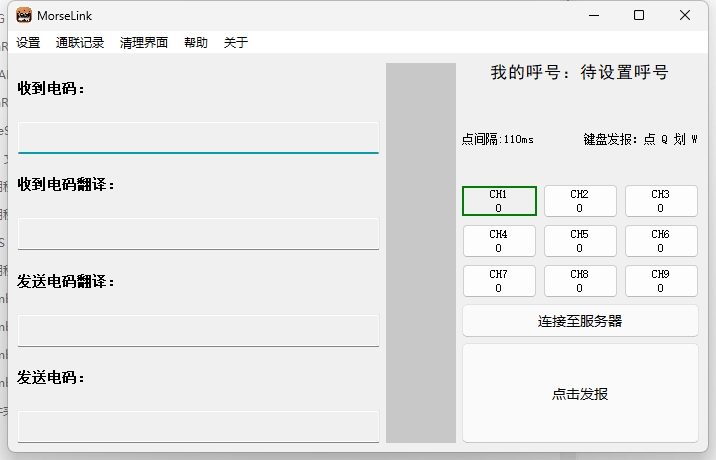 MorseLink
设置 通联记录 清理界面 帮助 关于
我的呼号：待设置呼号
收到电码：
点间隔:110ms 键盘发报：点 Q 划 W
收到电码翻译：
CH1 CH2 CH3
0 0 0
CH4 CH5 CH6
0 0 0
发送电码翻译：
CH7 CH8 CH9
0 0 0
连接至服务器
发送电码：
点击发报